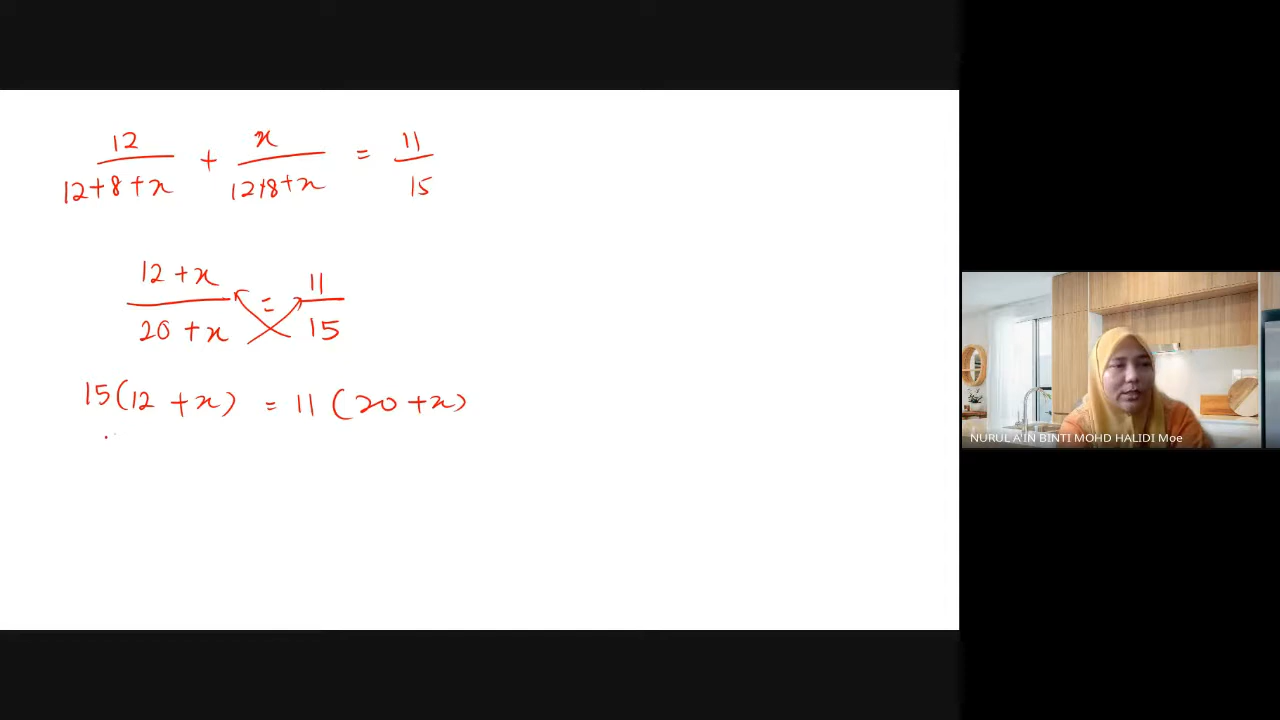 12/(12+8+x) + x/(12+8+x) = 11/15
(12+x)/(20+x) = 11/15
15(12+x) = 11(20+x)
NURUL A'IN BINTI MOHD HALIDI Moe